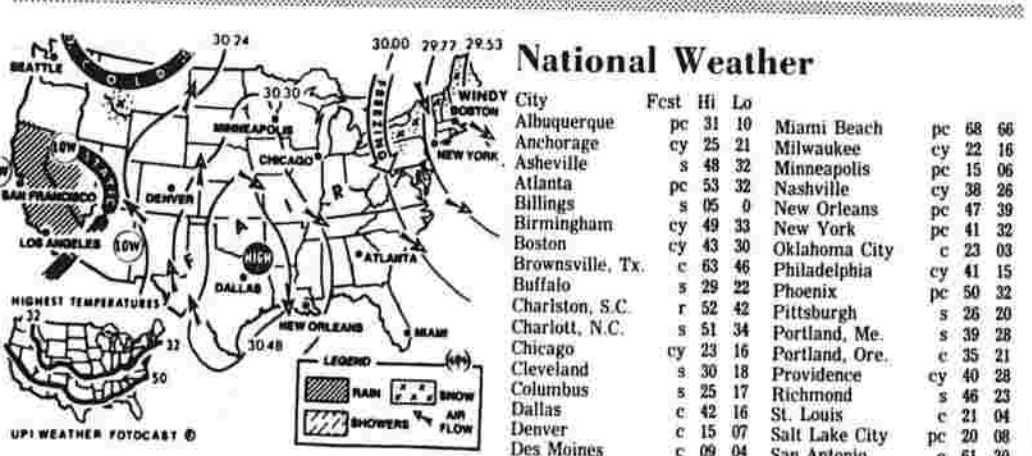 30.24
30.00 29.77 29.53
SEATTLE
COLD
30.30
FREEZING
WINDY
BOSTON
MINNEAPOLIS
NEW YORK
LOW
CHICAGO
SAN FRANCISCO
DENVER
FAIR
LOS ANGELES
LOW
HIGH
ATLANTA
DALLAS
HIGHEST TEMPERATURES
32
NEW ORLEANS
MIAMI
32
30.48
50
LEGEND
RAIN
SNOW
SHOWERS
AIR
FLOW
UPI WEATHER FOTOCAST ©
National Weather
City Fcst Hi Lo
Albuquerque pc 31 10
Anchorage cy 25 21
Asheville s 48 32
Atlanta pc 53 32
Billings s 05 0
Birmingham cy 49 33
Boston cy 43 30
Brownsville, Tx. c 63 46
Buffalo s 29 22
Charlston, S.C. r 52 42
Charlott, N.C. s 51 34
Chicago cy 23 16
Cleveland s 30 18
Columbus s 25 17
Dallas c 42 16
Denver c 15 07
Des Moines c 09 04
Miami Beach pc 68 66
Milwaukee cy 22 16
Minneapolis pc 15 06
Nashville cy 38 26
New Orleans pc 47 39
New York pc 41 32
Oklahoma City c 23 03
Philadelphia cy 41 15
Phoenix pc 50 32
Pittsburgh s 26 20
Portland, Me. s 39 28
Portland, Ore. c 35 21
Providence cy 40 28
Richmond s 46 23
St. Louis c 21 04
Salt Lake City pc 20 08
San Antonio